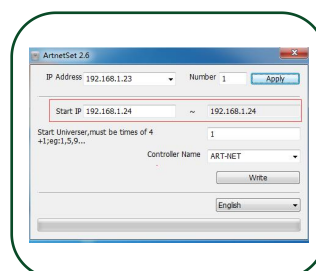 ArtnetSet 2.6
IP Address 192.168.1.23 Number 1 Apply
Start IP 192.168.1.24 ~ 192.168.1.24
Start Universer,must be times of 4 1
+1;eg:1,5,9...
Controller Name ART-NET
Write
English